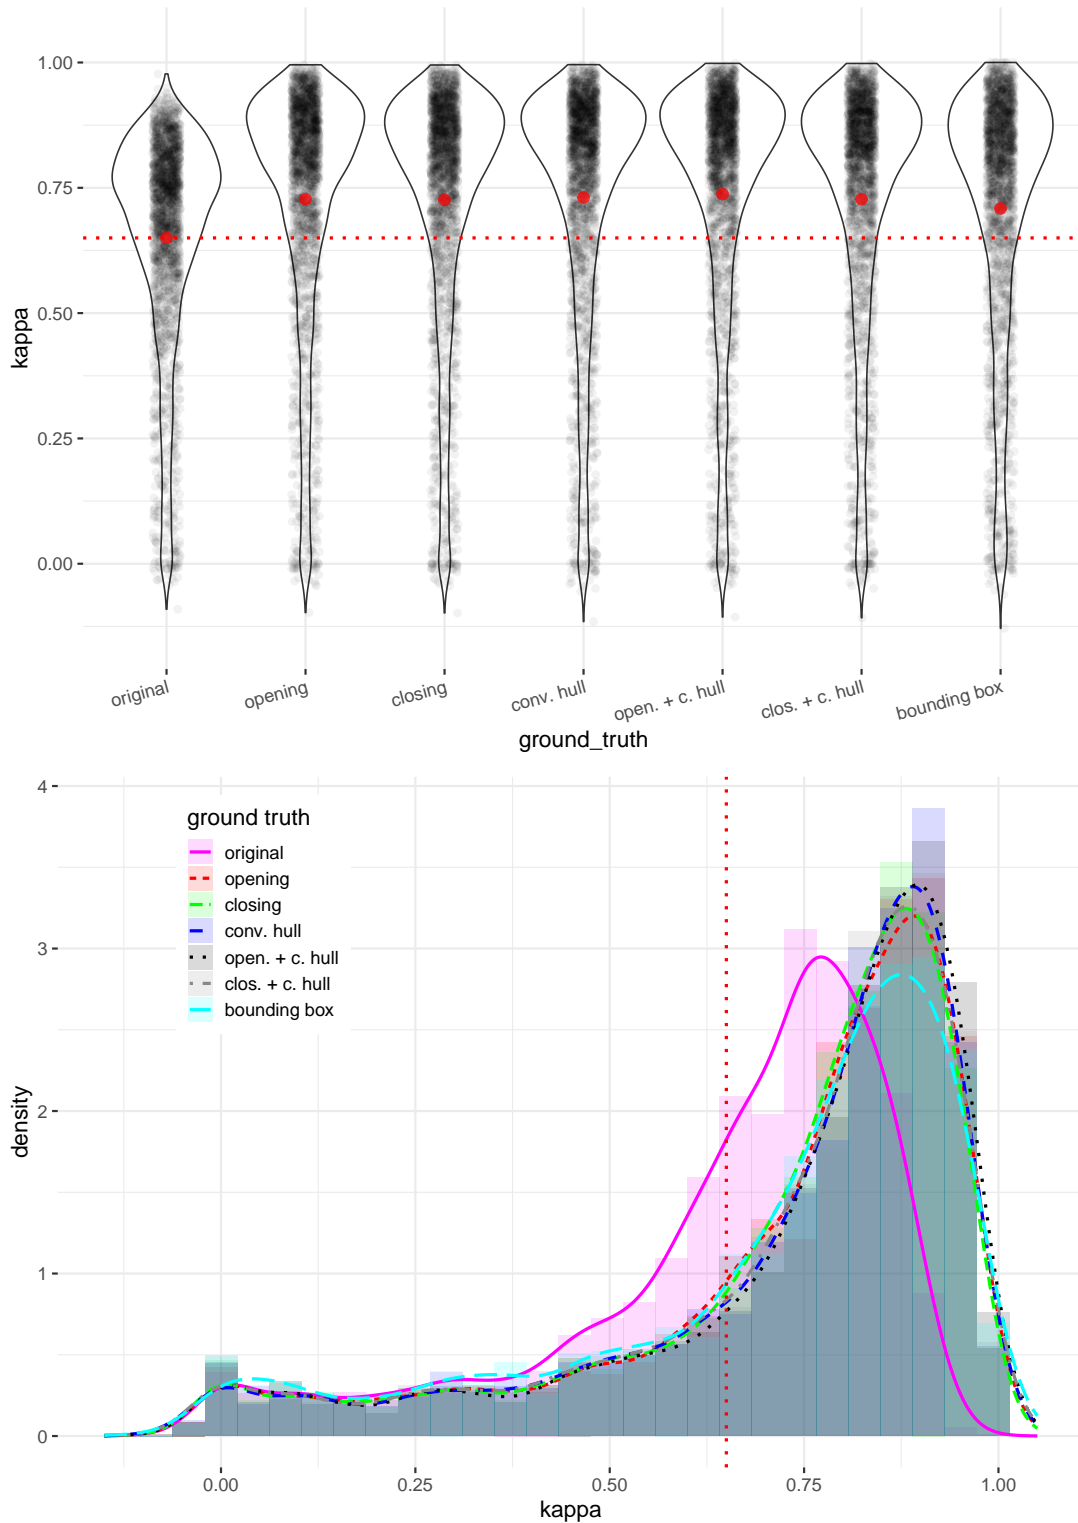 1.00
0.75
0.50
0.25
0.00
kappa
original
opening
closing
conv. hull
open. + c. hull
clos. + c. hull
bounding box
ground_truth
4
3
2
1
0
density
ground truth
original
opening
closing
conv. hull
open. + c. hull
clos. + c. hull
bounding box
0.00
0.25
0.50
0.75
1.00
kappa